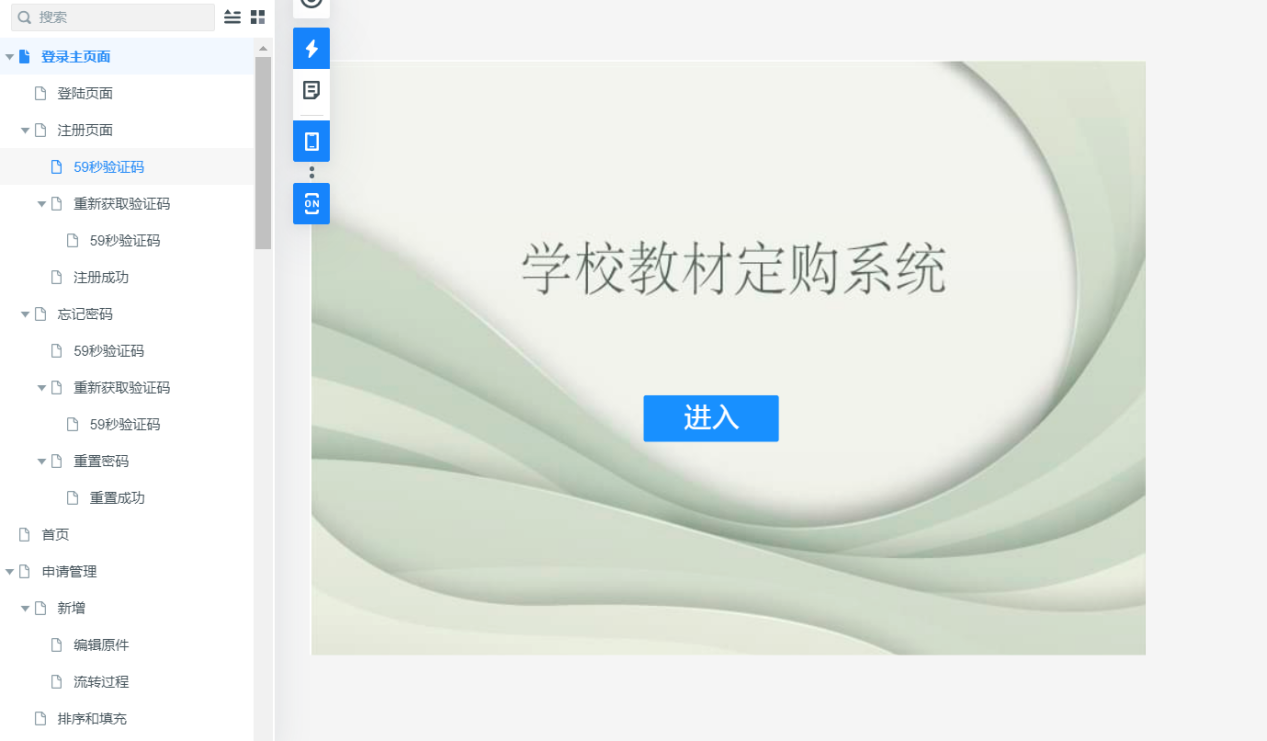 搜索
登录主页面
登陆页面
注册页面
59秒验证码
重新获取验证码
59秒验证码
注册成功
忘记密码
59秒验证码
重新获取验证码
59秒验证码
重置密码
重置成功
首页
申请管理
新增
编辑原件
流转过程
排序和填充
ON
学校教材定购系统
进入